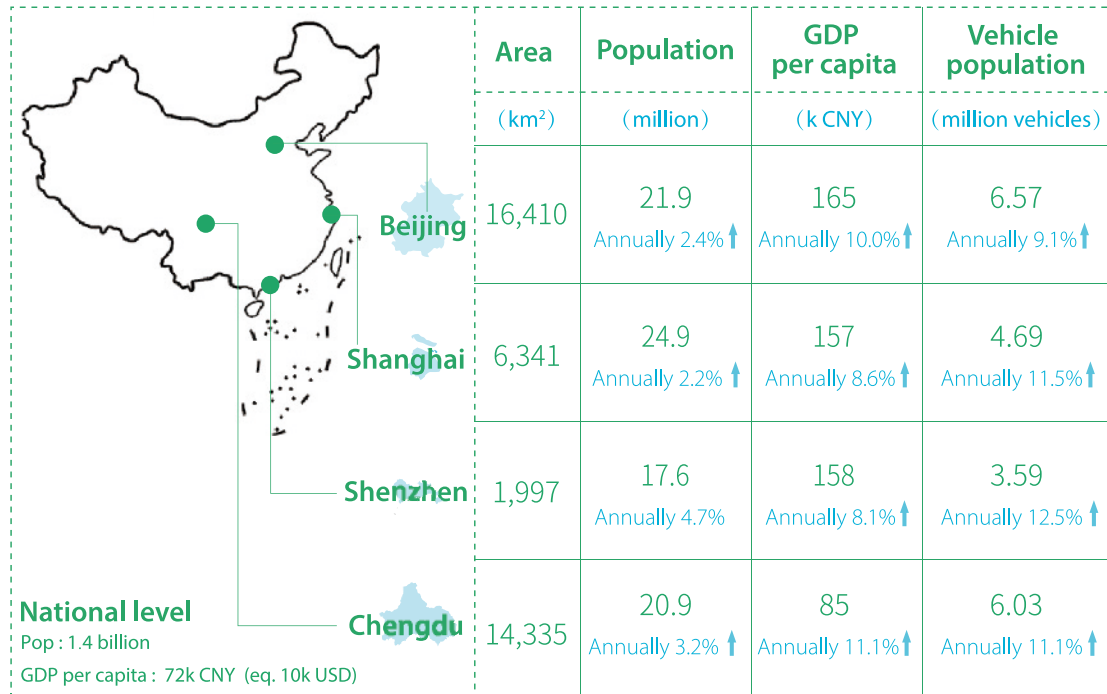 Area
Population
GDP
per capita
Vehicle
population
(km²)
(million)
(k CNY)
(million vehicles)
Beijing
16,410
21.9
Annually 2.4%
165
Annually 10.0%
6.57
Annually 9.1%
Shanghai
6,341
24.9
Annually 2.2%
157
Annually 8.6%
4.69
Annually 11.5%
Shenzhen
1,997
17.6
Annually 4.7%
158
Annually 8.1%
3.59
Annually 12.5%
Chengdu
14,335
20.9
Annually 3.2%
85
Annually 11.1%
6.03
Annually 11.1%
National level
Pop : 1.4 billion
GDP per capita : 72k CNY (eq. 10k USD)